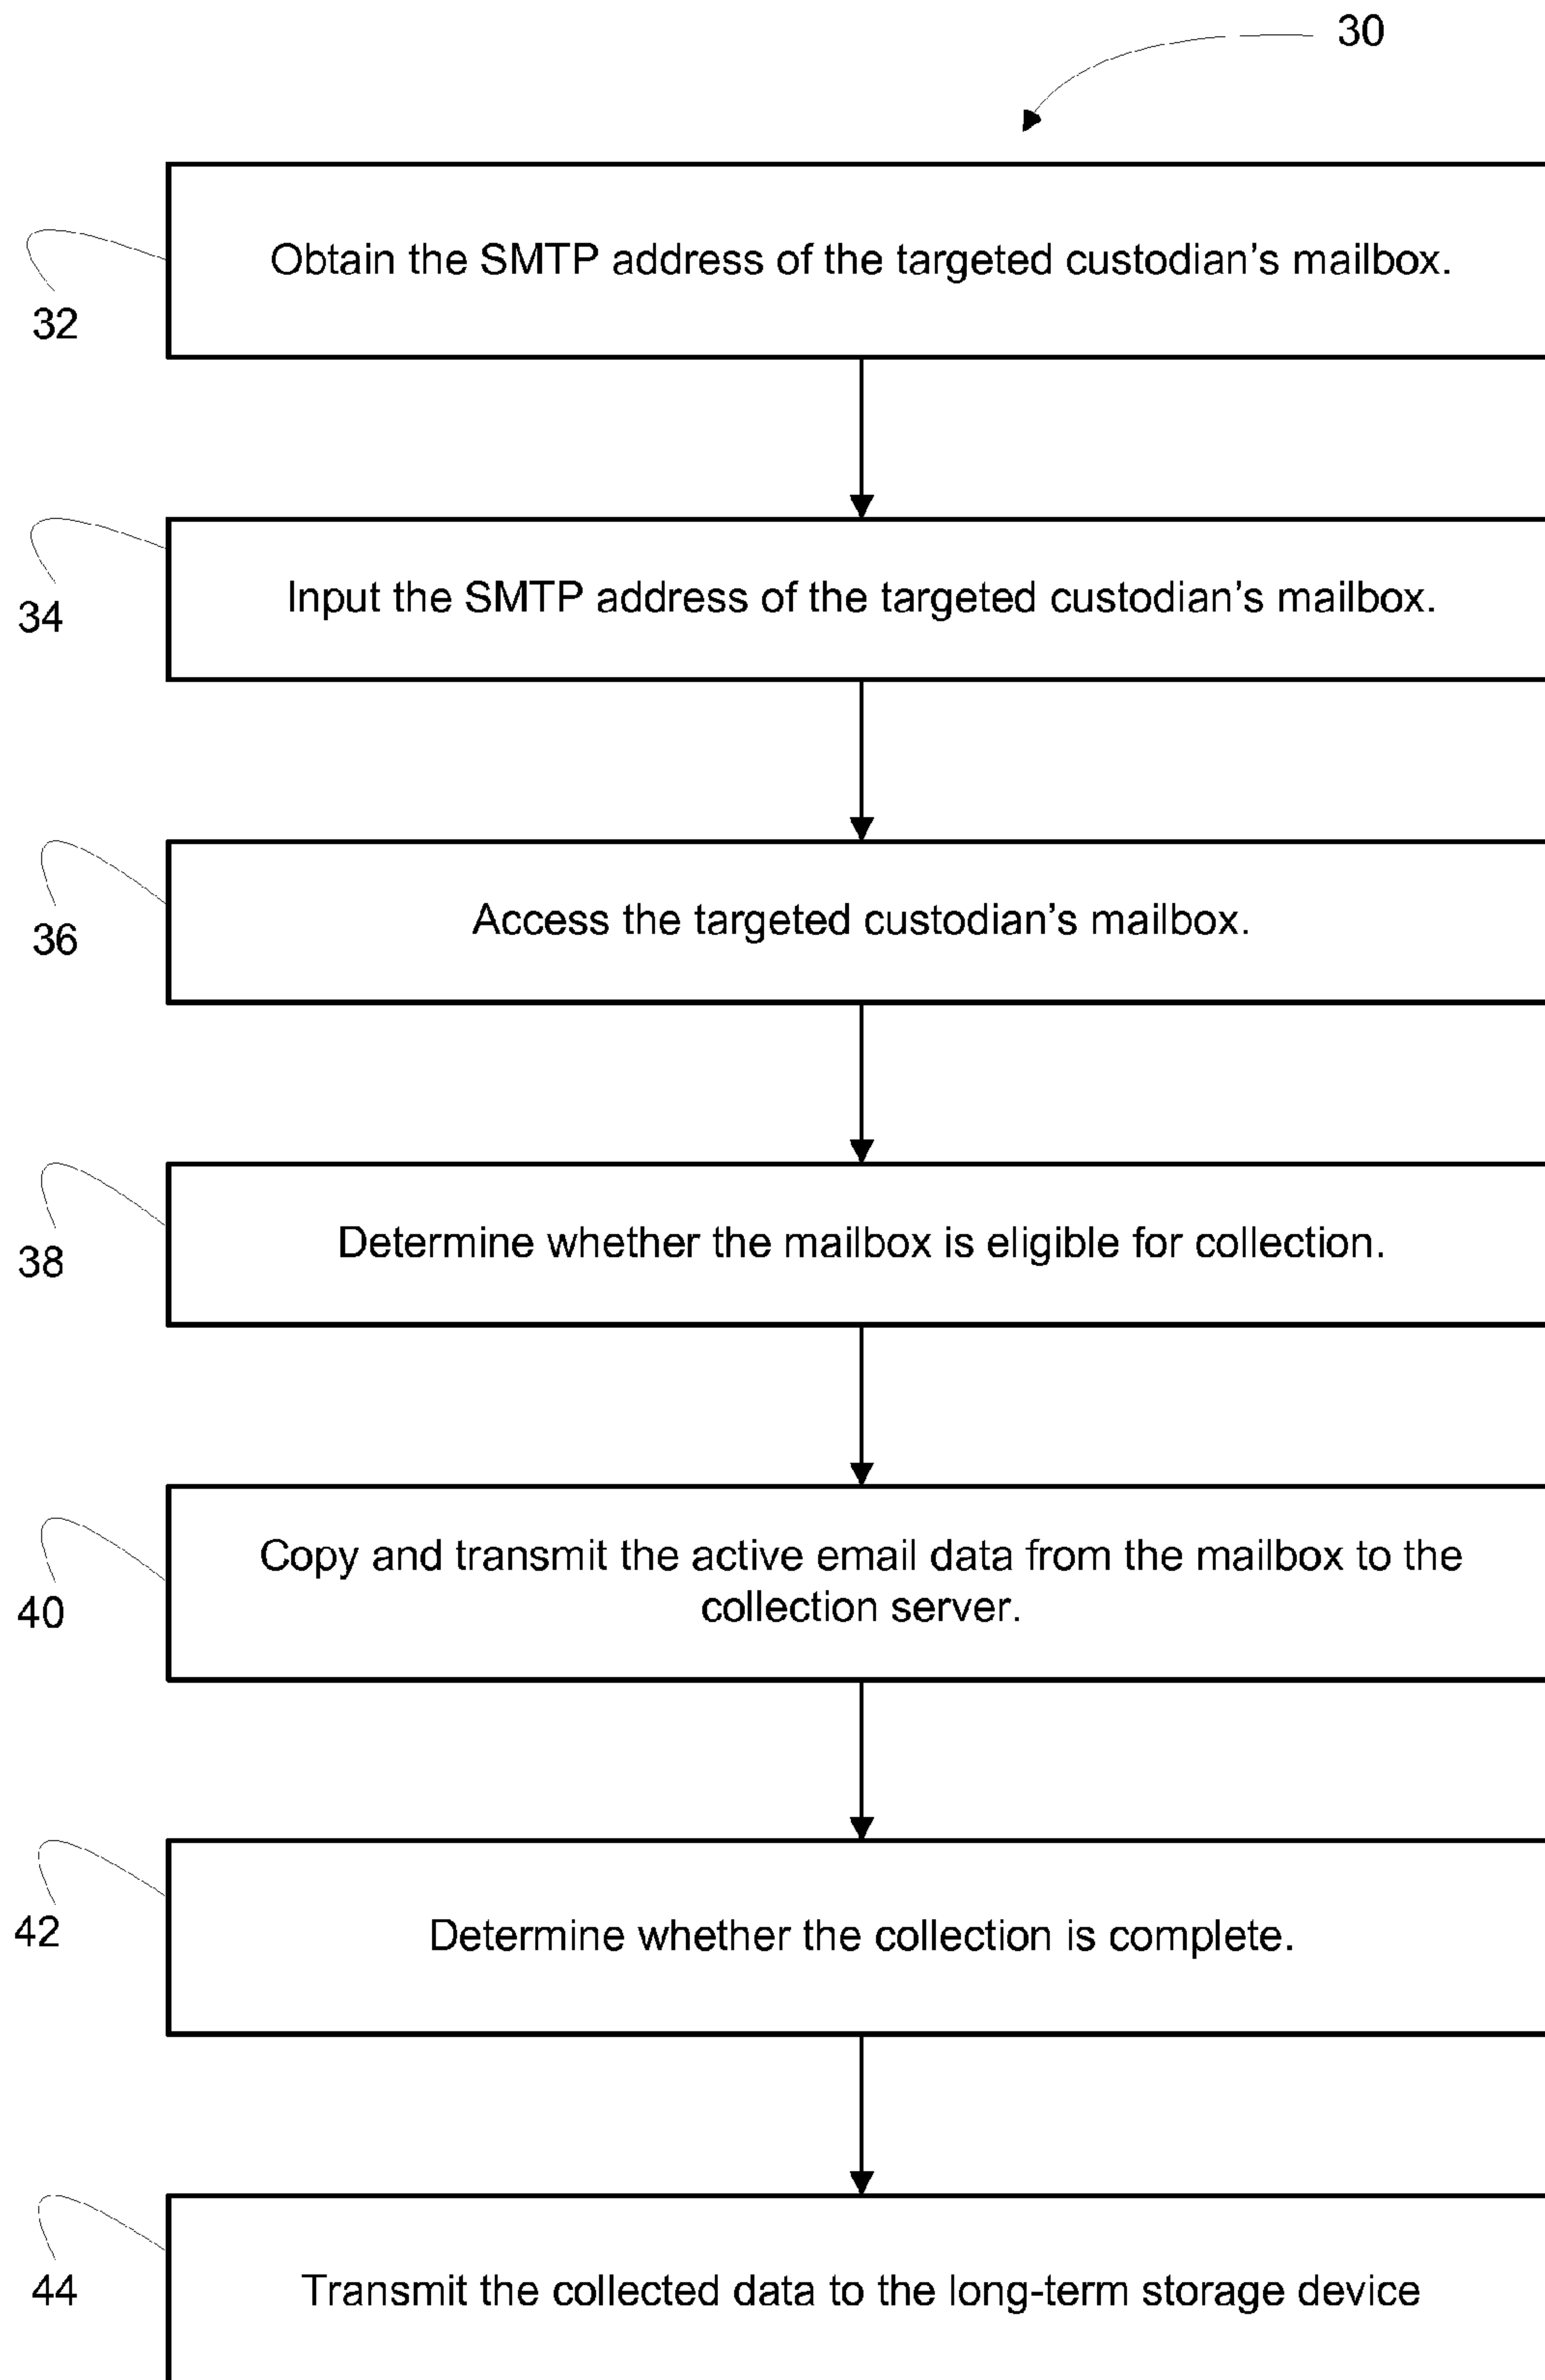 30
Obtain the SMTP address of the targeted custodian's mailbox.
32
Input the SMTP address of the targeted custodian's mailbox.
34
Access the targeted custodian's mailbox.
36
Determine whether the mailbox is eligible for collection.
38
Copy and transmit the active email data from the mailbox to the
collection server.
40
Determine whether the collection is complete.
42
Transmit the collected data to the long-term storage device
44